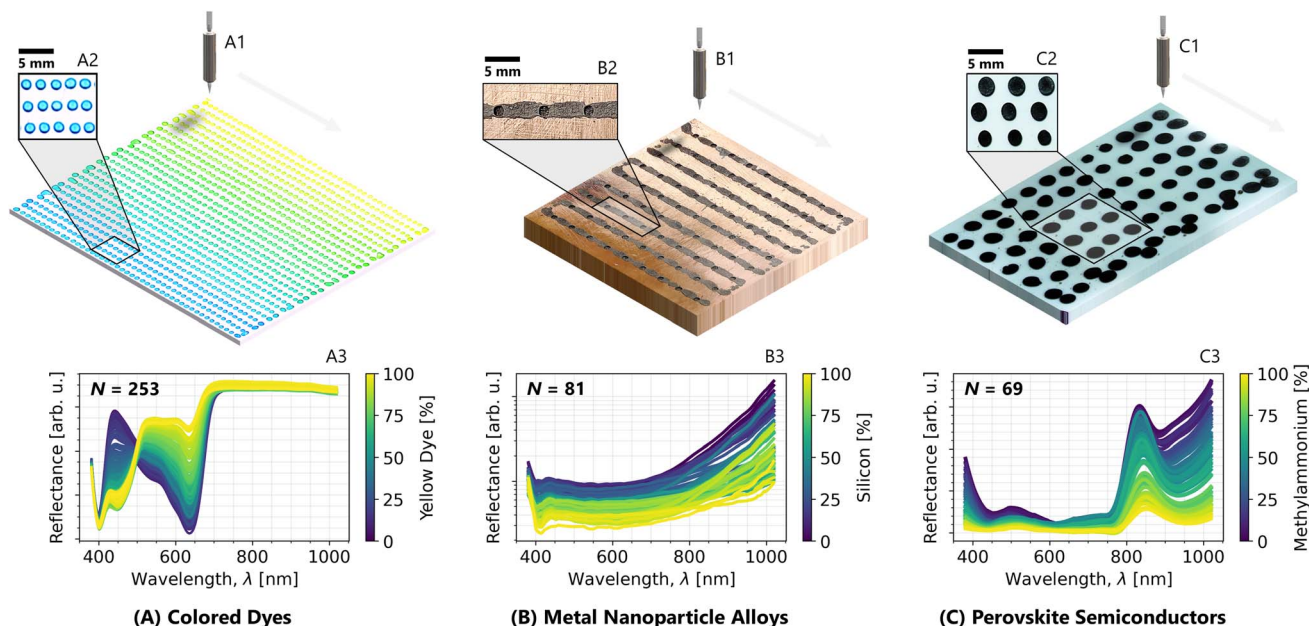 A1
A2
5 mm
B1
B2
5 mm
C1
C2
5 mm
A3
N = 253
Reflectance [arb. u.]
400 600 800 1000
Wavelength, λ [nm]
100
75
50
25
0
Yellow Dye [%]
(A) Colored Dyes
B3
N = 81
Reflectance [arb. u.]
400 600 800 1000
Wavelength, λ [nm]
100
75
50
25
0
Silicon [%]
(B) Metal Nanoparticle Alloys
C3
N = 69
Reflectance [arb. u.]
400 600 800 1000
Wavelength, λ [nm]
100
75
50
25
0
Methylammonium [%]
(C) Perovskite Semiconductors